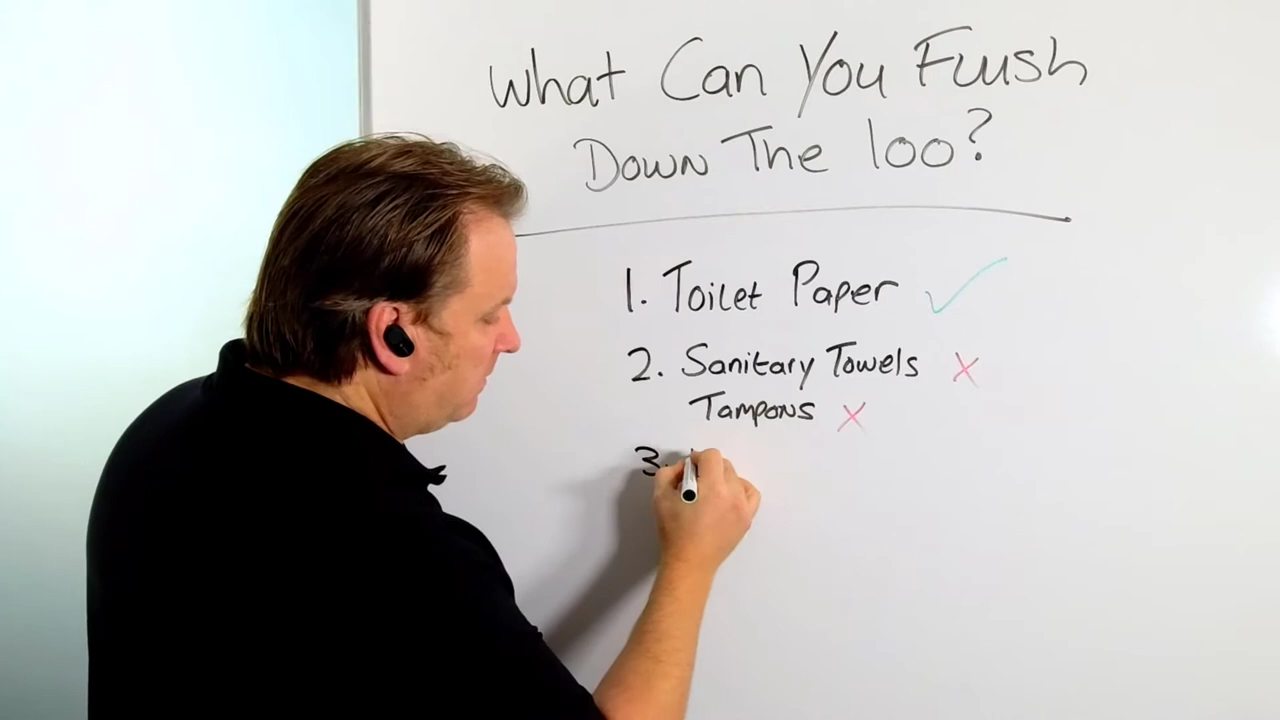 What Can You Flush
Down The loo?
1. Toilet Paper ✓
2. Sanitary Towels ✗
Tampons ✗
3.